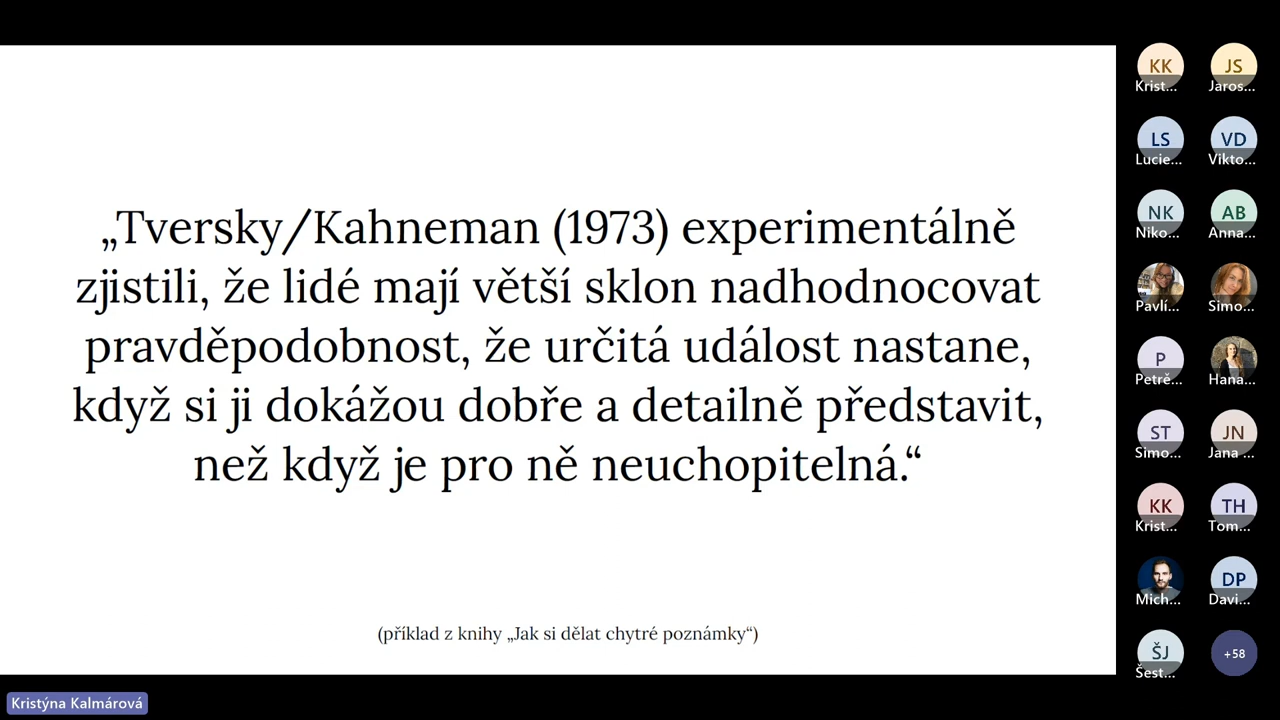 „Tversky/Kahneman (1973) experimentálně
zjistili, že lidé mají větší sklon nadhodnocovat
pravděpodobnost, že určitá událost nastane,
když si ji dokážou dobře a detailně představit,
než když je pro ně neuchopitelná.“
(příklad z knihy „Jak si dělat chytré poznámky“)
Kristýna Kalmárová
KK JS
Krist... Jaros...
LS VD
Lucie... Vikto...
NK AB
Niko... Anna...
Pavlí... Simo...
P
Petrě... Hana...
ST JN
Simo... Jana ...
KK TH
Krist... Tom...
DP
Mich... Davi...
ŠJ +58
Šest...